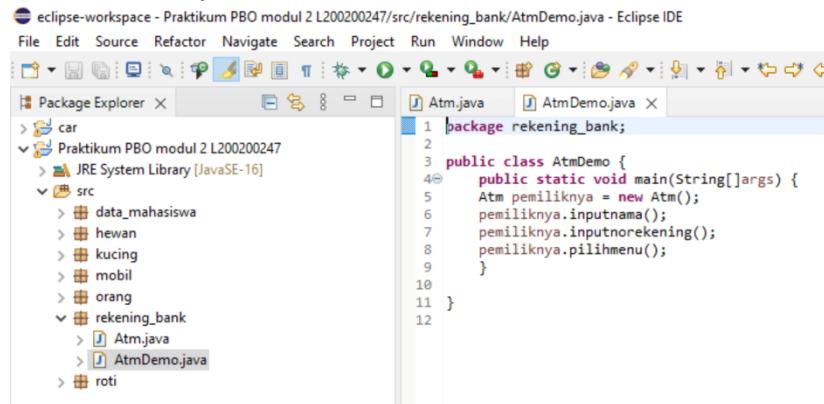 eclipse-workspace - Praktikum PBO modul 2 L200200247/src/rekening_bank/AtmDemo.java - Eclipse IDE
File Edit Source Refactor Navigate Search Project Run Window Help
Package Explorer
car
Praktikum PBO modul 2 L200200247
JRE System Library [JavaSE-16]
src
data_mahasiswa
hewan
kucing
mobil
orang
rekening_bank
Atm.java
AtmDemo.java
roti
Atm.java AtmDemo.java
1 package rekening_bank;
2
3 public class AtmDemo {
4 public static void main(String[]args) {
5 Atm pemiliknya = new Atm();
6 pemiliknya.inputnama();
7 pemiliknya.inputnorekening();
8 pemiliknya.pilihmenu();
9 }
10
11 }
12